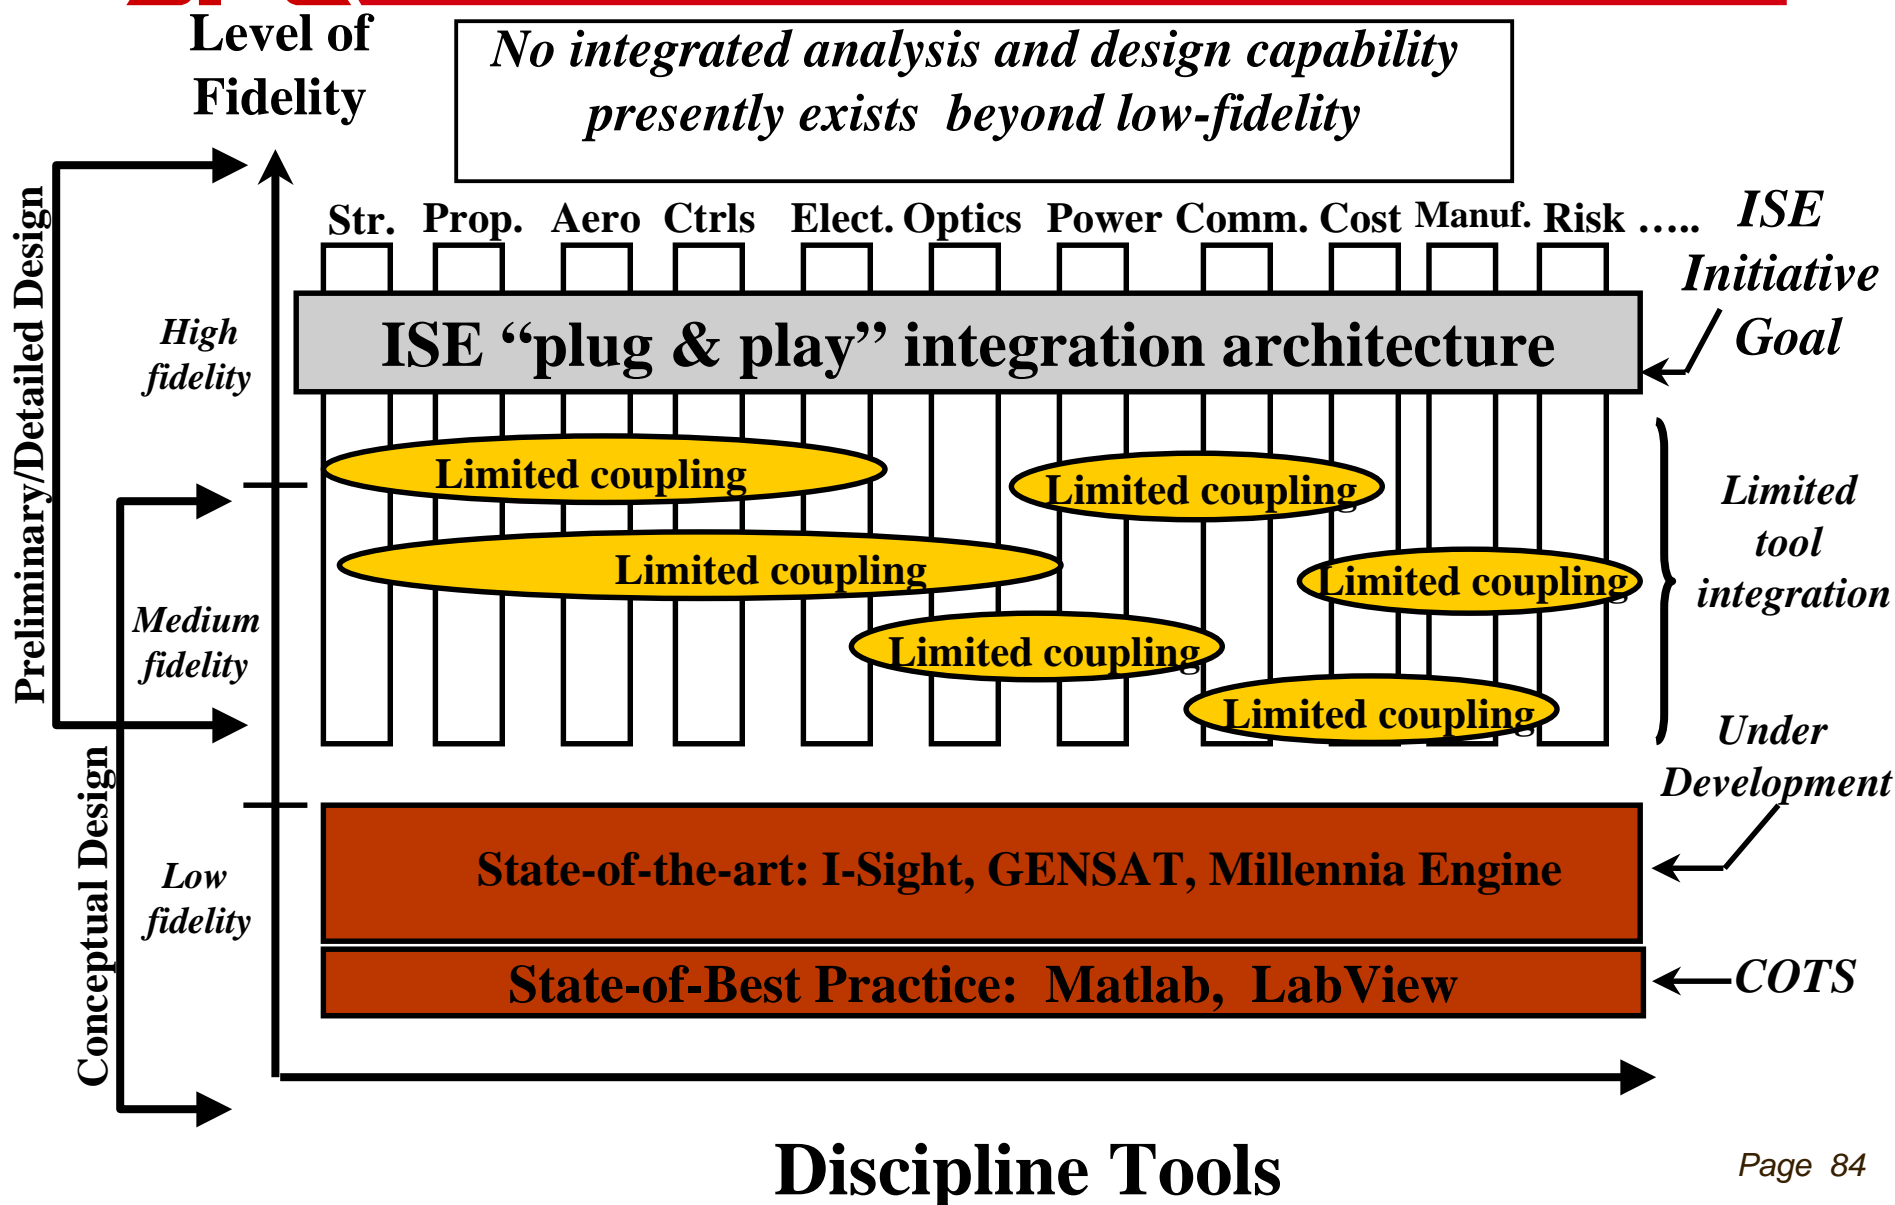 Level of
Fidelity
No integrated analysis and design capability
presently exists beyond low-fidelity
Str. Prop. Aero Ctrls Elect. Optics Power Comm. Cost Manuf. Risk …..
ISE
Initiative
Goal
ISE “plug & play” integration architecture
High
fidelity
Preliminary/Detailed Design
Limited coupling
Limited coupling
Limited coupling
Limited coupling
Limited coupling
Limited coupling
Limited
tool
integration
Medium
fidelity
Under
Development
Conceptual Design
State-of-the-art: I-Sight, GENSAT, Millennia Engine
Low
fidelity
State-of-Best Practice: Matlab, LabView
COTS
Discipline Tools
Page 84